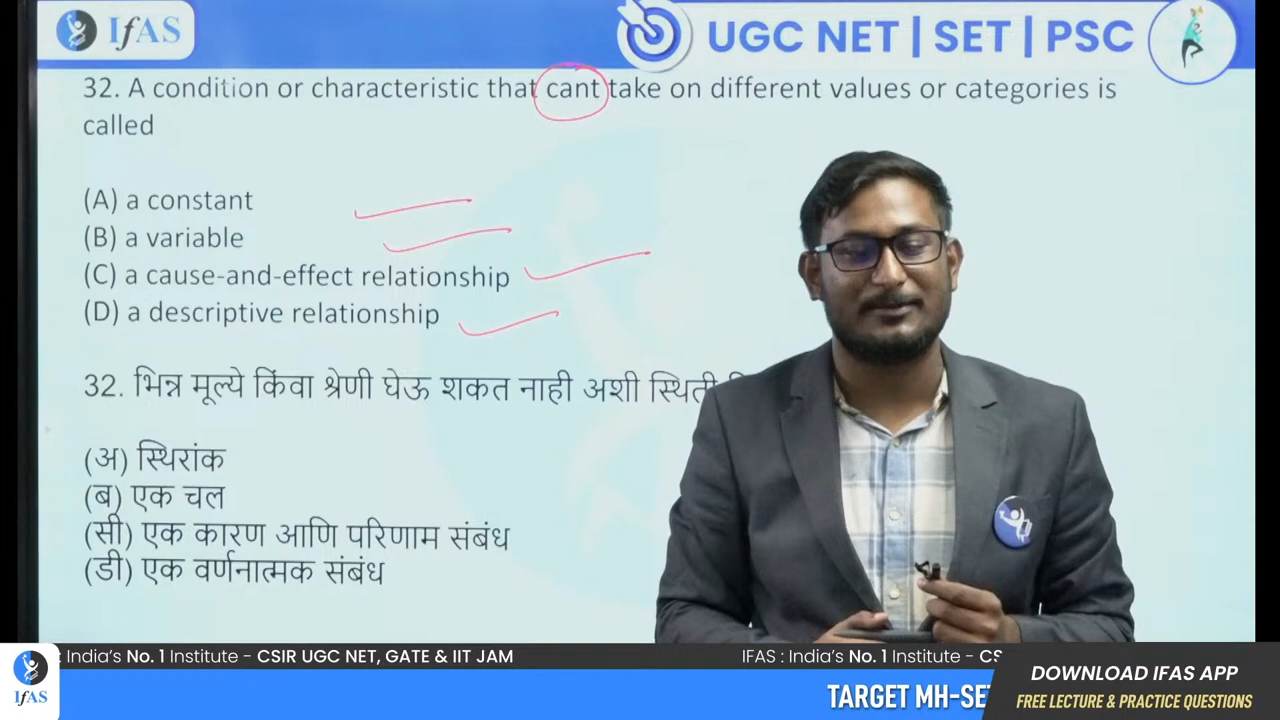 IfAS
UGC NET | SET | PSC
32. A condition or characteristic that cant take on different values or categories is
called
(A) a constant
(B) a variable
(C) a cause-and-effect relationship
(D) a descriptive relationship
32. भिन्न मूल्ये किंवा श्रेणी घेऊ शकत नाही अशी स्थिती
(अ) स्थिरांक
(ब) एक चल
(सी) एक कारण आणि परिणाम संबंध
(डी) एक वर्णनात्मक संबंध
: India's No. 1 Institute - CSIR UGC NET, GATE & IIT JAM
IFAS : India's No. 1 Institute - CS
IfAS
TARGET MH-SET
DOWNLOAD IFAS APP
FREE LECTURE & PRACTICE QUESTIONS